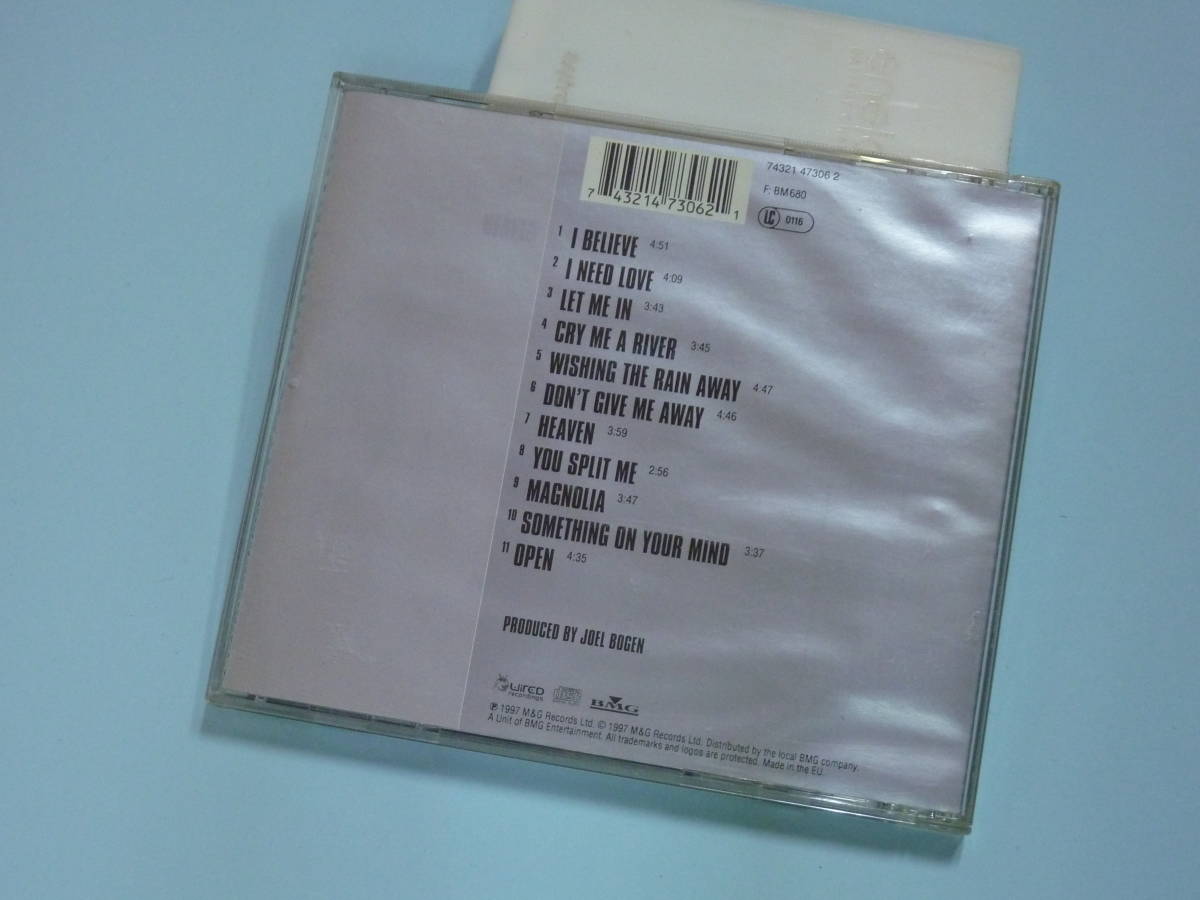 7 43214 73062 1
74321 47306 2
F: BM 680
LC 0116
1 I BELIEVE 4:51
2 I NEED LOVE 4:09
3 LET ME IN 3:43
4 CRY ME A RIVER 3:45
5 WISHING THE RAIN AWAY 4:47
6 DON'T GIVE ME AWAY 4:46
7 HEAVEN 3:59
8 YOU SPLIT ME 2:56
9 MAGNOLIA 3:47
10 SOMETHING ON YOUR MIND 3:37
11 OPEN 4:35
PRODUCED BY JOEL BOGEN
WIRED
recordings
BMG
℗ 1997 M&G Records Ltd. © 1997 M&G Records Ltd. Distributed by the local BMG company.
A Unit of BMG Entertainment. All trademarks and logos are protected. Made in the EU.